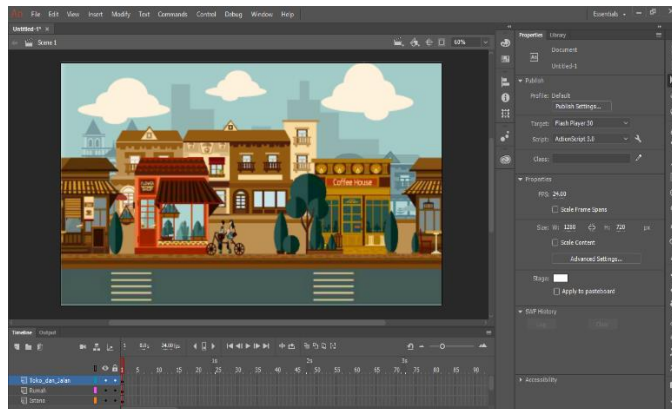 An File Edit View Insert Modify Text Commands Control Debug Window Help
Essentials
Untitled-1* ×
Scene 1
60%
Coffee House
Properties Library
Document
Untitled-1
Publish
Profile: Default
Publish Settings...
Target: Flash Player 30
Script: ActionScript 3.0
Class:
Properties
FPS: 24.00
Scale Frame Spans
Size: W: 1280 H: 720 px
Scale Content
Advanced Settings...
Stage:
Apply to pasteboard
SWF History
Log Clear
Accessibility
Timeline Output
1s 2s 3s
1 5 10 15 20 25 30 35 40 45 50 55 60 65 70 75 80 85 90
Toko_dan_Jalan
Rumah